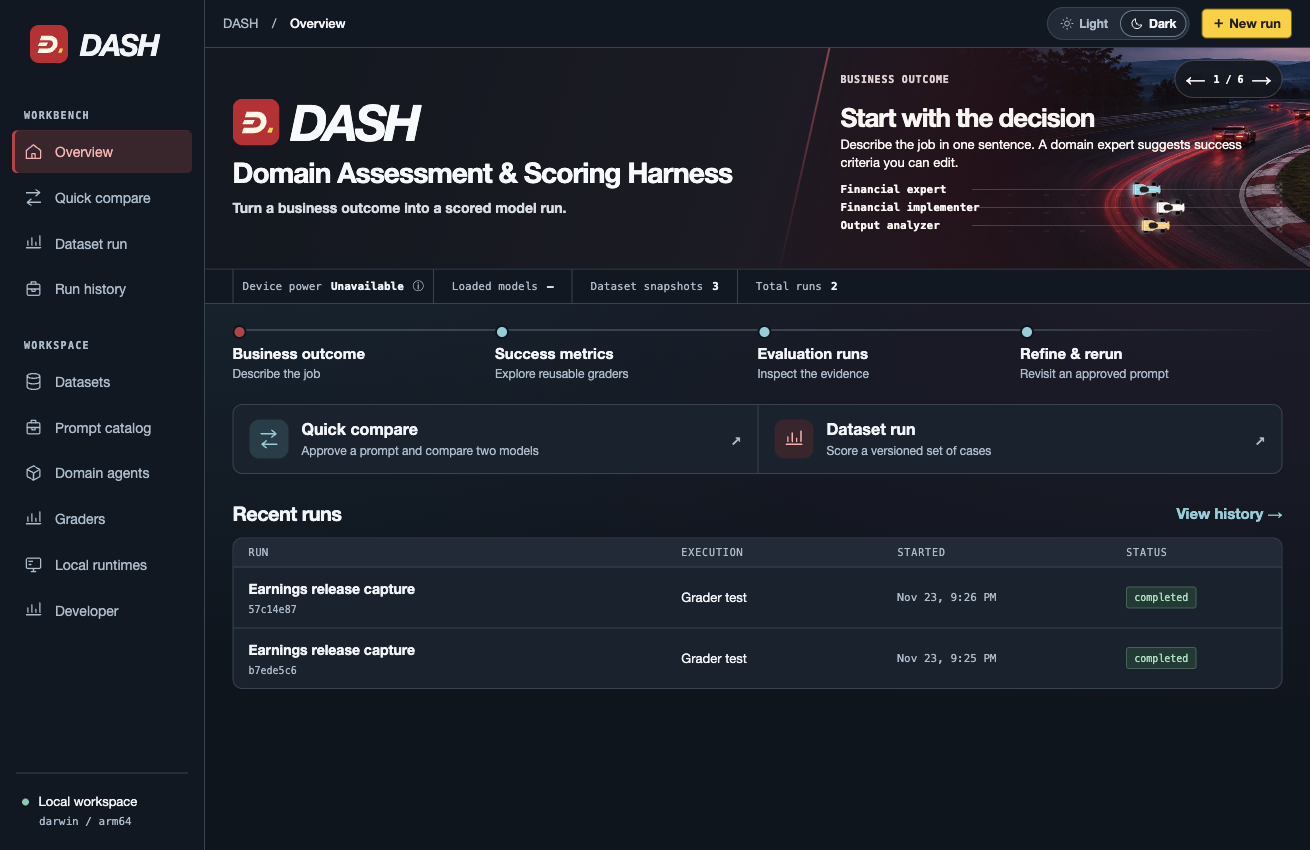 D. DASH
WORKBENCH
Overview
Quick compare
Dataset run
Run history
WORKSPACE
Datasets
Prompt catalog
Domain agents
Graders
Local runtimes
Developer
Local workspace
darwin / arm64
DASH / Overview
Light
Dark
+ New run
D. DASH
Domain Assessment & Scoring Harness
Turn a business outcome into a scored model run.
BUSINESS OUTCOME
← 1 / 6 →
Start with the decision
Describe the job in one sentence. A domain expert suggests success
criteria you can edit.
Financial expert
Financial implementer
Output analyzer
Device power Unavailable ⓘ
Loaded models –
Dataset snapshots 3
Total runs 2
Business outcome
Describe the job
Success metrics
Explore reusable graders
Evaluation runs
Inspect the evidence
Refine & rerun
Revisit an approved prompt
Quick compare
Approve a prompt and compare two models
↗
Dataset run
Score a versioned set of cases
↗
Recent runs
View history →
RUN EXECUTION STARTED STATUS
Earnings release capture
57c14e87
Grader test
Nov 23, 9:26 PM
completed
Earnings release capture
b7ede5c6
Grader test
Nov 23, 9:25 PM
completed